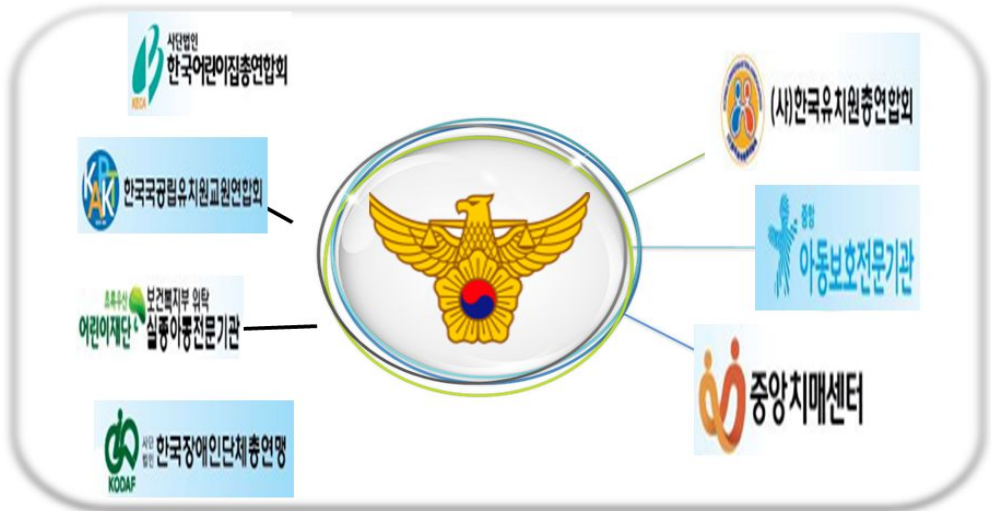 사단법인
한국어린이집총연합회
KECA
(사)한국유치원총연합회
KAPKT
한국국공립유치원교원연합회
중앙
아동보호전문기관
초록우산
어린이재단
보건복지부 위탁
실종아동전문기관
중앙치매센터
사단
법인
한국장애인단체총연맹
KODAF